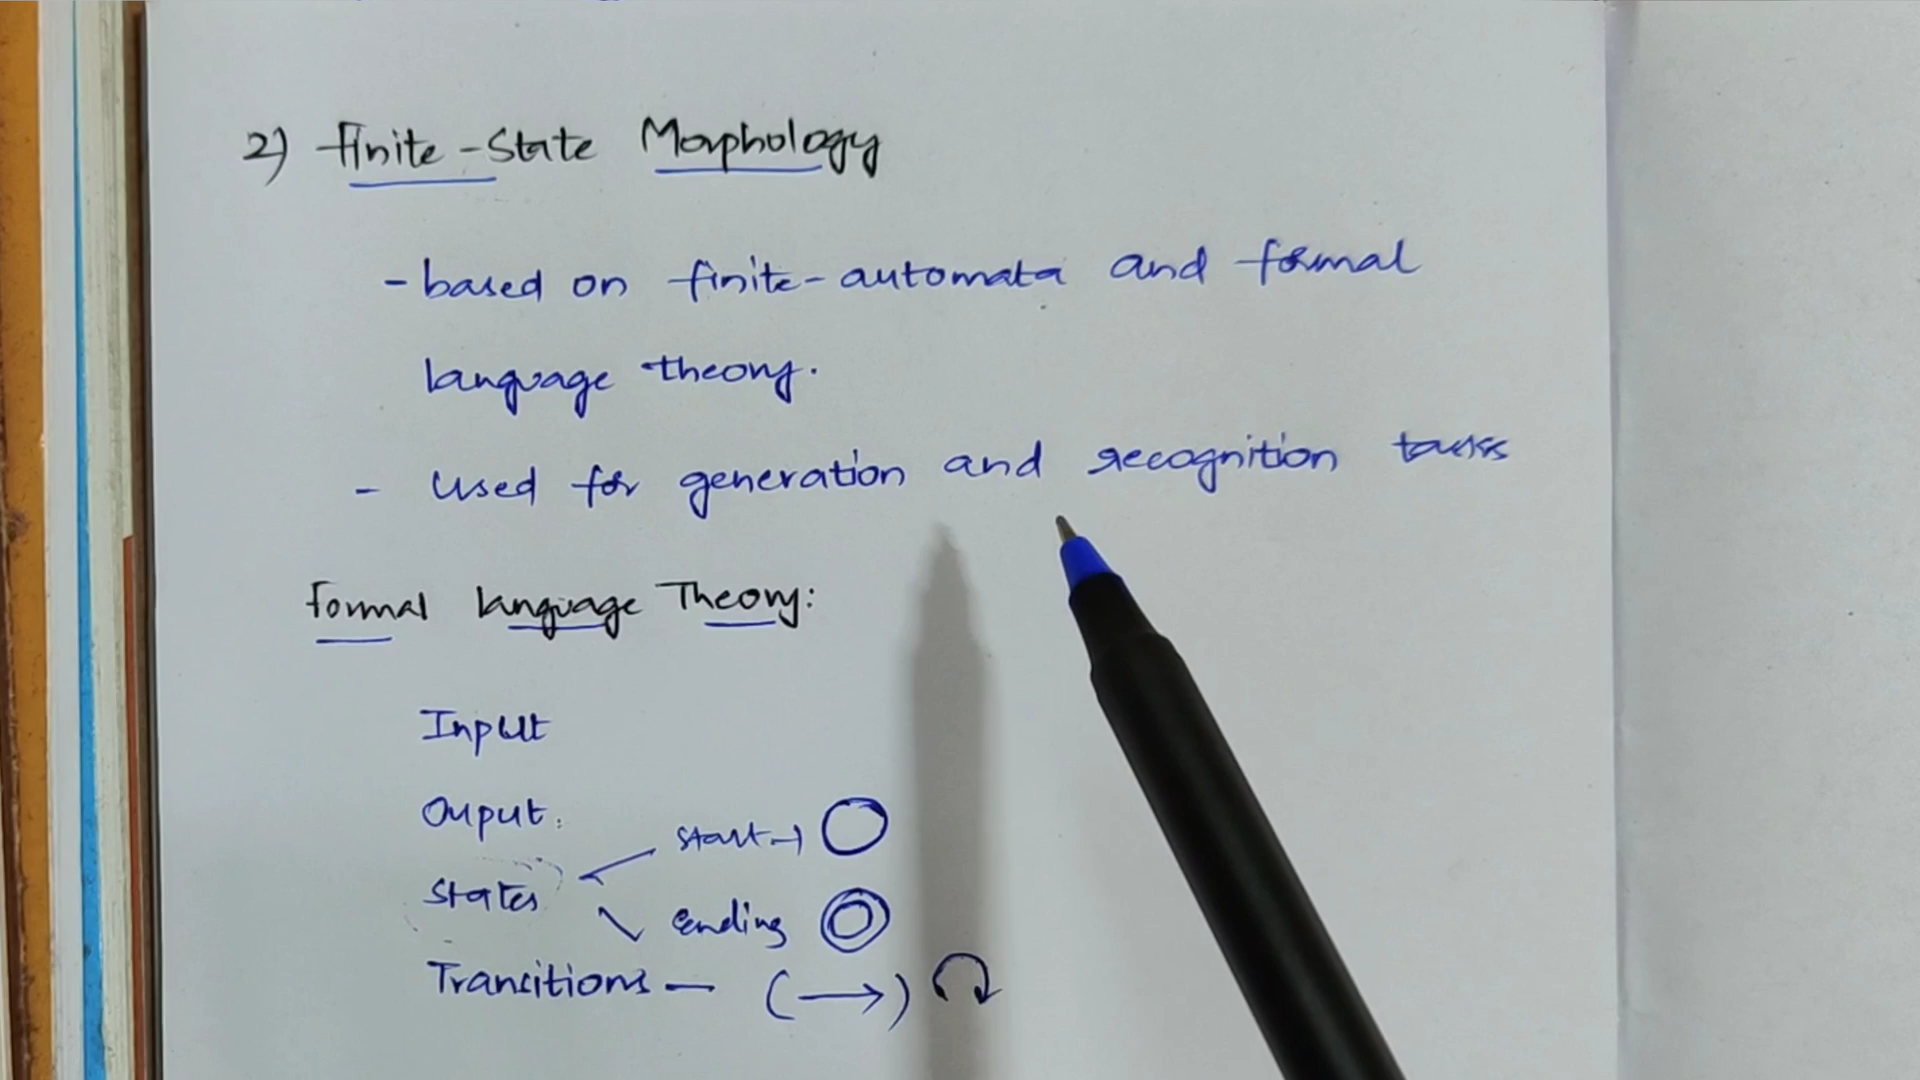 2) Finite-State Morphology
- based on finite-automata and formal
language theory.
- Used for generation and recognition tasks
Formal Language Theory:
Input
Ouput:
States
start →
Ending
Transitions — (→)